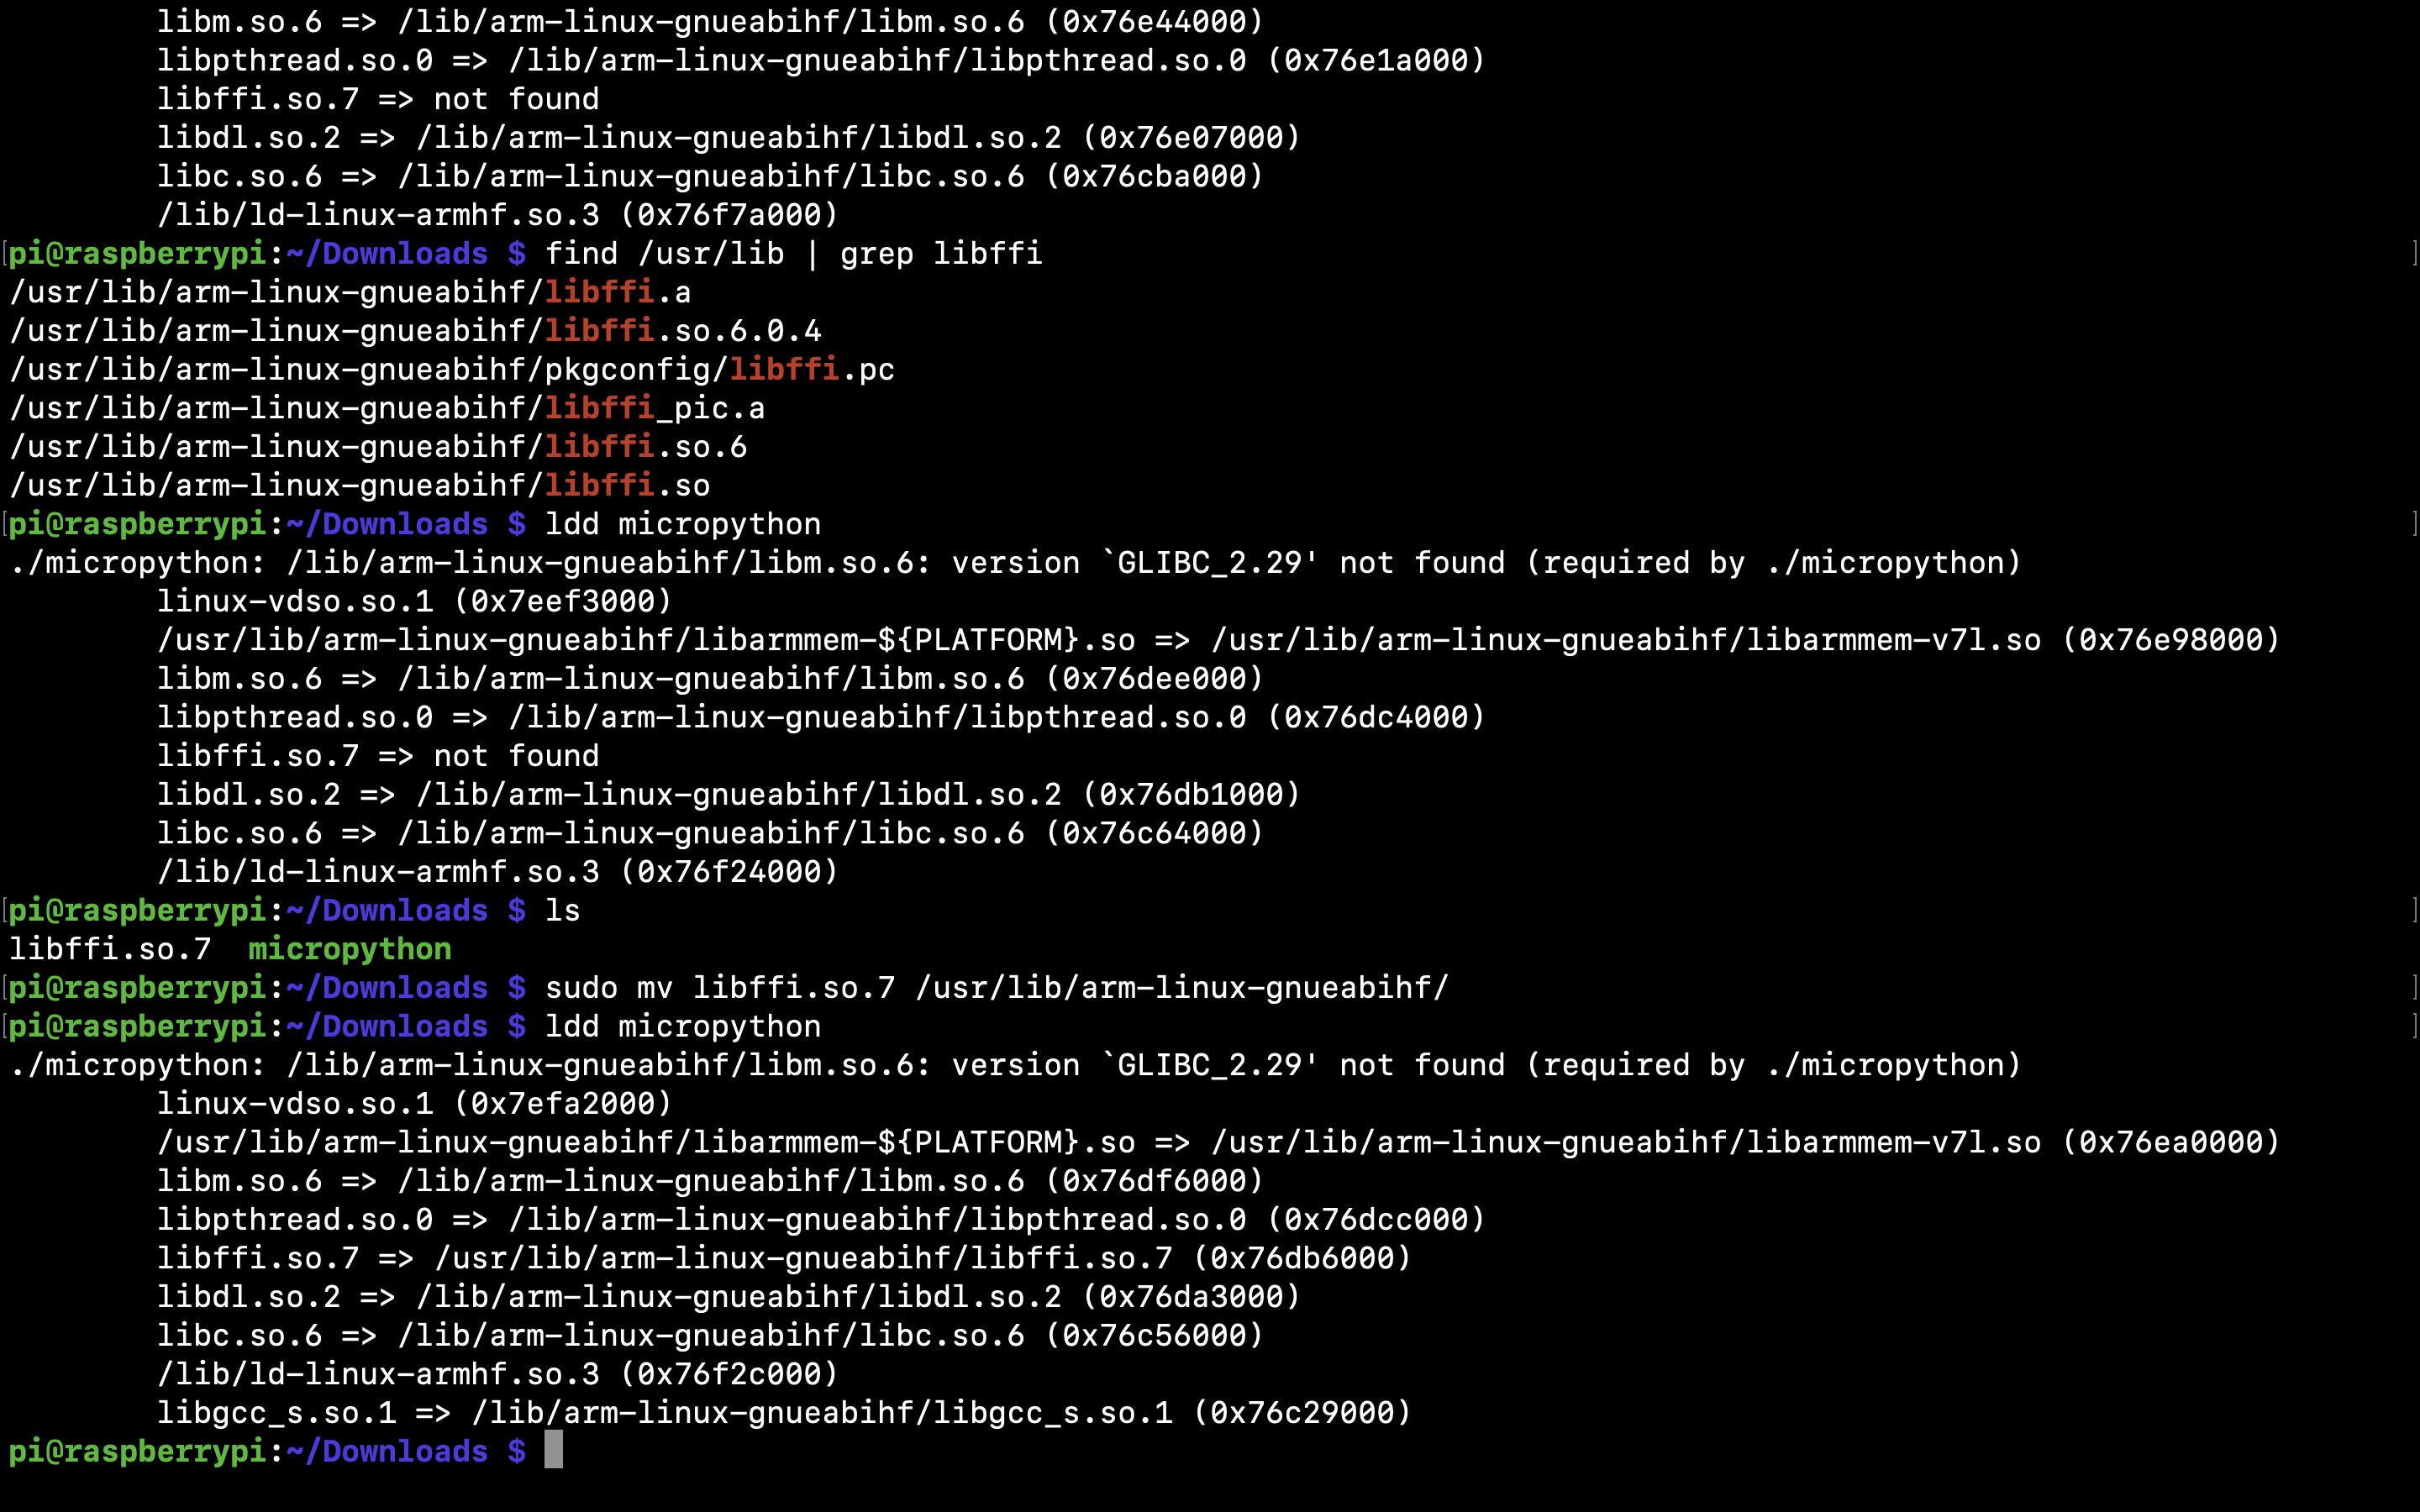 libm.so.6 => /lib/arm-linux-gnueabihf/libm.so.6 (0x76e44000)
libpthread.so.0 => /lib/arm-linux-gnueabihf/libpthread.so.0 (0x76e1a000)
libffi.so.7 => not found
libdl.so.2 => /lib/arm-linux-gnueabihf/libdl.so.2 (0x76e07000)
libc.so.6 => /lib/arm-linux-gnueabihf/libc.so.6 (0x76cba000)
/lib/ld-linux-armhf.so.3 (0x76f7a000)
[pi@raspberrypi:~/Downloads $ find /usr/lib | grep libffi ]
/usr/lib/arm-linux-gnueabihf/libffi.a
/usr/lib/arm-linux-gnueabihf/libffi.so.6.0.4
/usr/lib/arm-linux-gnueabihf/pkgconfig/libffi.pc
/usr/lib/arm-linux-gnueabihf/libffi_pic.a
/usr/lib/arm-linux-gnueabihf/libffi.so.6
/usr/lib/arm-linux-gnueabihf/libffi.so
[pi@raspberrypi:~/Downloads $ ldd micropython ]
./micropython: /lib/arm-linux-gnueabihf/libm.so.6: version `GLIBC_2.29' not found (required by ./micropython)
linux-vdso.so.1 (0x7eef3000)
/usr/lib/arm-linux-gnueabihf/libarmmem-${PLATFORM}.so => /usr/lib/arm-linux-gnueabihf/libarmmem-v7l.so (0x76e98000)
libm.so.6 => /lib/arm-linux-gnueabihf/libm.so.6 (0x76dee000)
libpthread.so.0 => /lib/arm-linux-gnueabihf/libpthread.so.0 (0x76dc4000)
libffi.so.7 => not found
libdl.so.2 => /lib/arm-linux-gnueabihf/libdl.so.2 (0x76db1000)
libc.so.6 => /lib/arm-linux-gnueabihf/libc.so.6 (0x76c64000)
/lib/ld-linux-armhf.so.3 (0x76f24000)
[pi@raspberrypi:~/Downloads $ ls ]
libffi.so.7  micropython
[pi@raspberrypi:~/Downloads $ sudo mv libffi.so.7 /usr/lib/arm-linux-gnueabihf/ ]
[pi@raspberrypi:~/Downloads $ ldd micropython ]
./micropython: /lib/arm-linux-gnueabihf/libm.so.6: version `GLIBC_2.29' not found (required by ./micropython)
linux-vdso.so.1 (0x7efa2000)
/usr/lib/arm-linux-gnueabihf/libarmmem-${PLATFORM}.so => /usr/lib/arm-linux-gnueabihf/libarmmem-v7l.so (0x76ea0000)
libm.so.6 => /lib/arm-linux-gnueabihf/libm.so.6 (0x76df6000)
libpthread.so.0 => /lib/arm-linux-gnueabihf/libpthread.so.0 (0x76dcc000)
libffi.so.7 => /usr/lib/arm-linux-gnueabihf/libffi.so.7 (0x76db6000)
libdl.so.2 => /lib/arm-linux-gnueabihf/libdl.so.2 (0x76da3000)
libc.so.6 => /lib/arm-linux-gnueabihf/libc.so.6 (0x76c56000)
/lib/ld-linux-armhf.so.3 (0x76f2c000)
libgcc_s.so.1 => /lib/arm-linux-gnueabihf/libgcc_s.so.1 (0x76c29000)
pi@raspberrypi:~/Downloads $